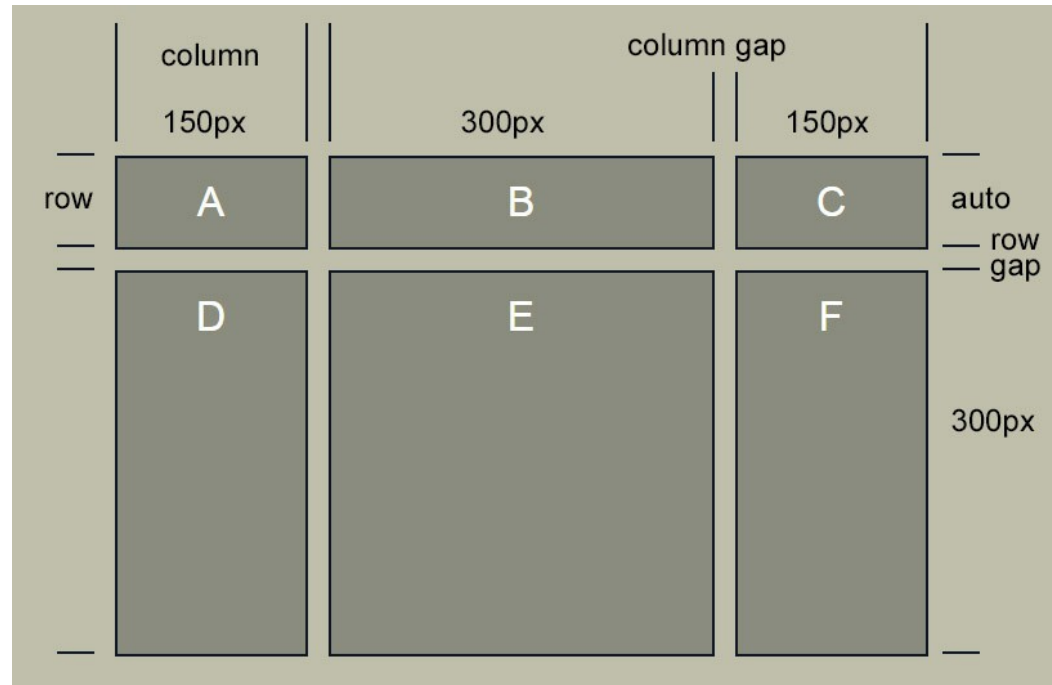 column
column gap
150px
300px
150px
row
A
B
C
auto
row
gap
D
E
F
300px